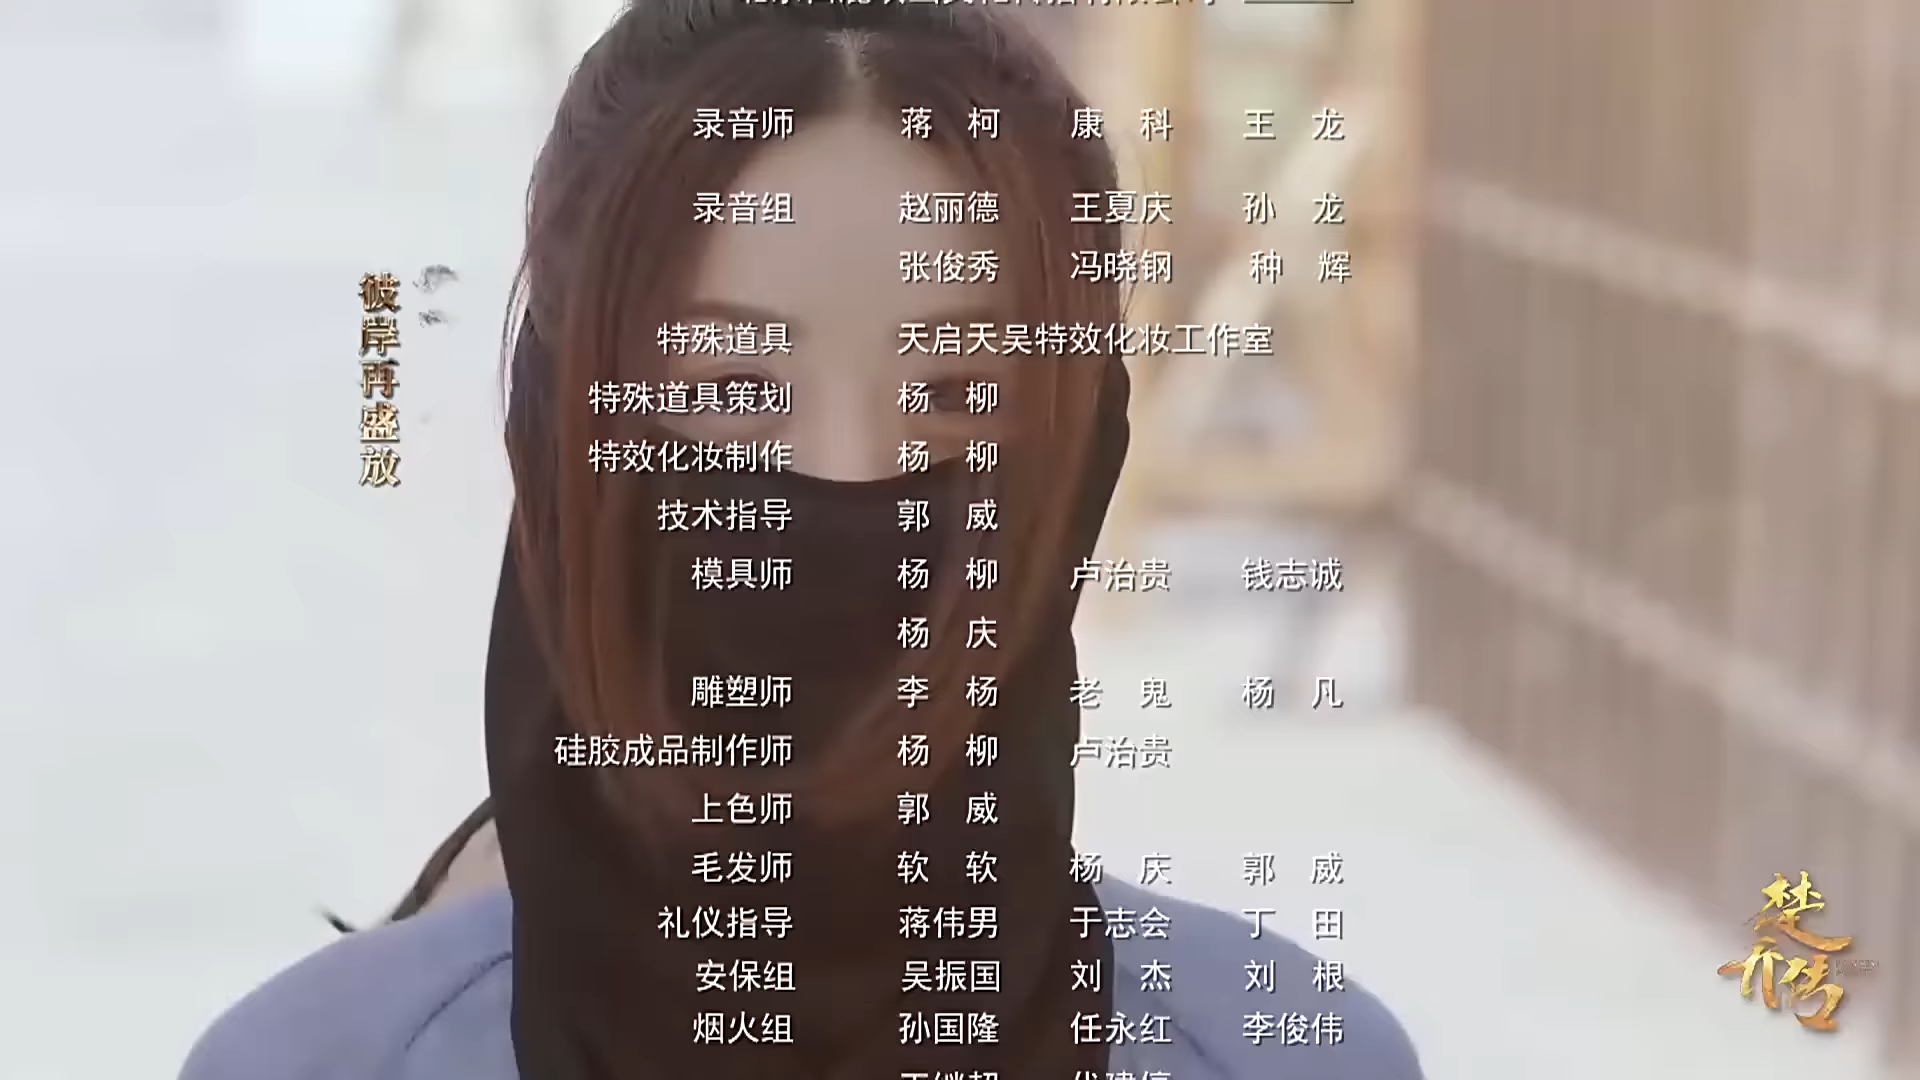 录音师 蒋 柯 康 科 王 龙
录音组 赵丽德 王夏庆 孙 龙
张俊秀 冯晓钢 种 辉
特殊道具 天启天吴特效化妆工作室
特殊道具策划 杨 柳
特效化妆制作 杨 柳
技术指导 郭 威
模具师 杨 柳 卢治贵 钱志诚
杨 庆
雕塑师 李 杨 老 鬼 杨 凡
硅胶成品制作师 杨 柳 卢治贵
上色师 郭 威
毛发师 软 软 杨 庆 郭 威
礼仪指导 蒋伟男 于志会 丁 田
安保组 吴振国 刘 杰 刘 根
烟火组 孙国隆 任永红 李俊伟
彼岸再盛放
楚乔传